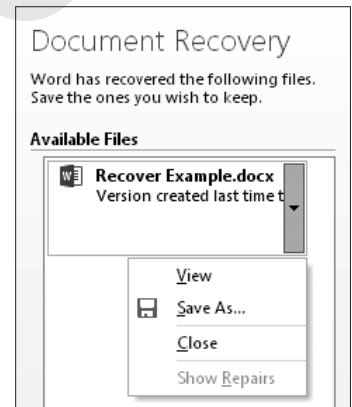 Document Recovery
Word has recovered the following files.
Save the ones you wish to keep.
Available Files
Recover Example.docx
Version created last time t
View
Save As...
Close
Show Repairs